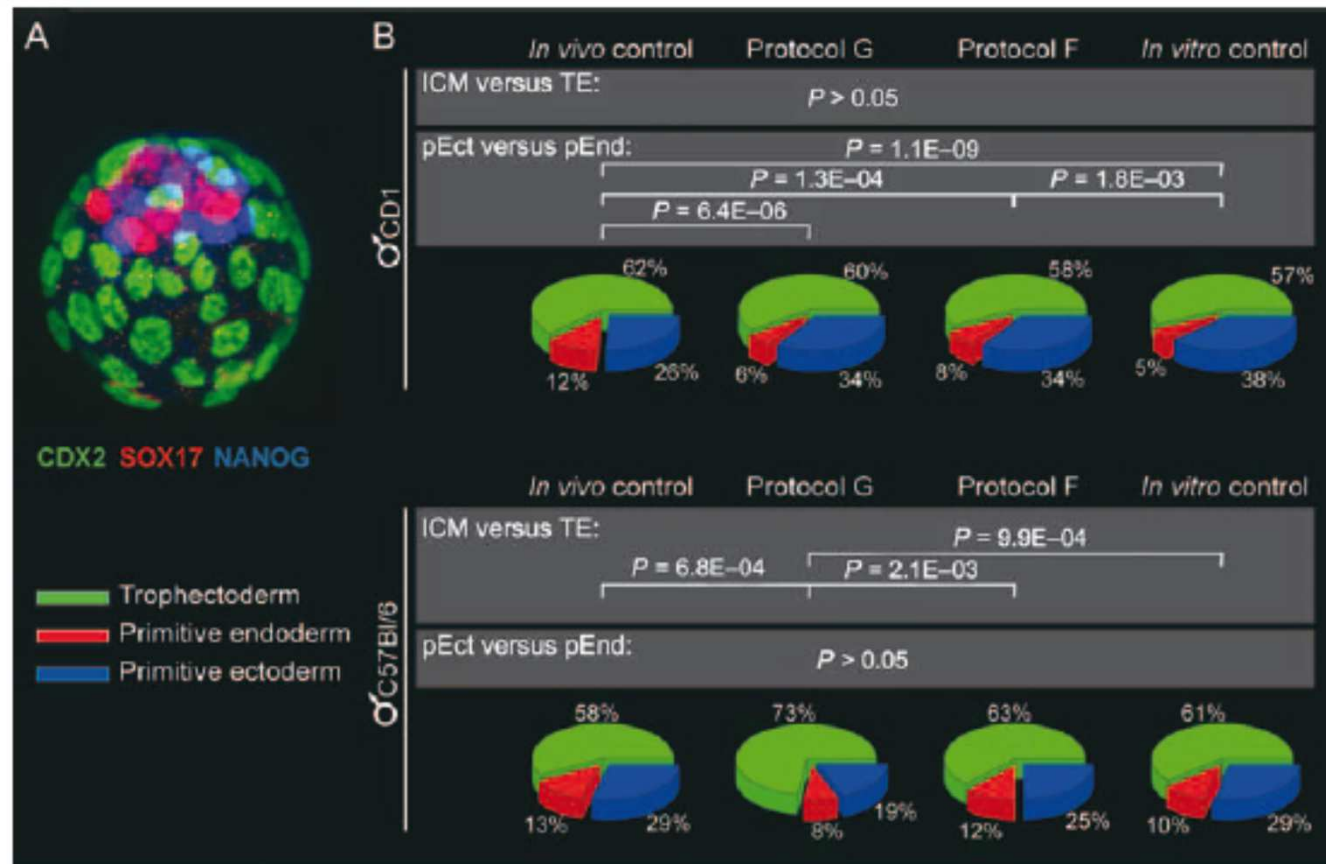 A
B
In vivo control Protocol G Protocol F In vitro control
♂CD1
ICM versus TE:
P > 0.05
pEct versus pEnd:
P = 1.1E–09
P = 1.3E–04 P = 1.8E–03
P = 6.4E–06
62% 60% 58% 57%
12% 26% 6% 34% 8% 34% 5% 38%
CDX2 SOX17 NANOG
In vivo control Protocol G Protocol F In vitro control
♂C57Bl/6
ICM versus TE:
P = 9.9E–04
P = 6.8E–04 P = 2.1E–03
pEct versus pEnd:
P > 0.05
Trophectoderm
Primitive endoderm
Primitive ectoderm
58% 73% 63% 61%
13% 29% 8% 19% 12% 25% 10% 29%